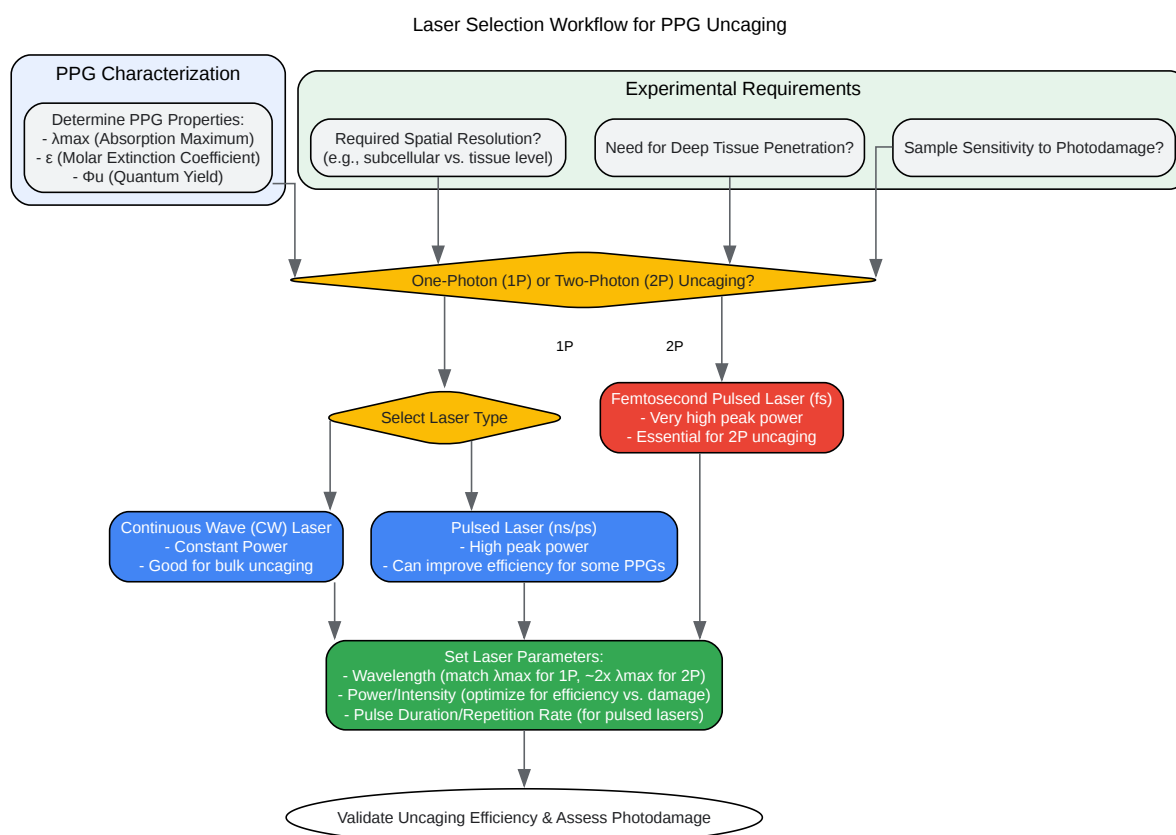 Laser Selection Workflow for PPG Uncaging
PPG Characterization
Determine PPG Properties:
- λmax (Absorption Maximum)
- ε (Molar Extinction Coefficient)
- Φu (Quantum Yield)
Experimental Requirements
Required Spatial Resolution?
(e.g., subcellular vs. tissue level)
Need for Deep Tissue Penetration?
Sample Sensitivity to Photodamage?
One-Photon (1P) or Two-Photon (2P) Uncaging?
1P
2P
Select Laser Type
Femtosecond Pulsed Laser (fs)
- Very high peak power
- Essential for 2P uncaging
Continuous Wave (CW) Laser
- Constant Power
- Good for bulk uncaging
Pulsed Laser (ns/ps)
- High peak power
- Can improve efficiency for some PPGs
Set Laser Parameters:
- Wavelength (match λmax for 1P, ~2x λmax for 2P)
- Power/Intensity (optimize for efficiency vs. damage)
- Pulse Duration/Repetition Rate (for pulsed lasers)
Validate Uncaging Efficiency & Assess Photodamage